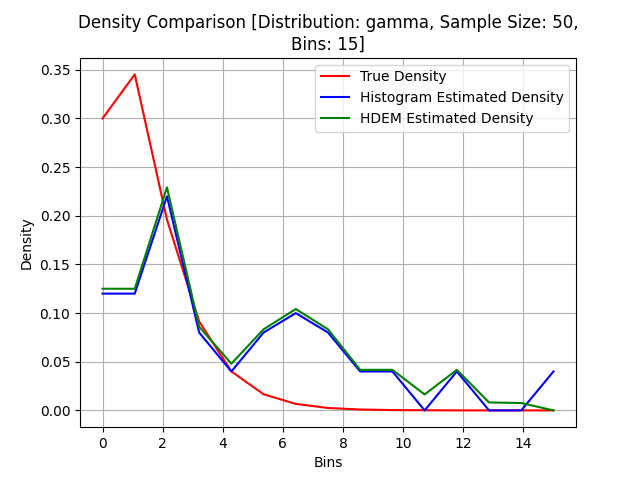 Density Comparison [Distribution: gamma, Sample Size: 50,
Bins: 15]
True Density
Histogram Estimated Density
HDEM Estimated Density
Density
0.35
0.30
0.25
0.20
0.15
0.10
0.05
0.00
0 2 4 6 8 10 12 14
Bins